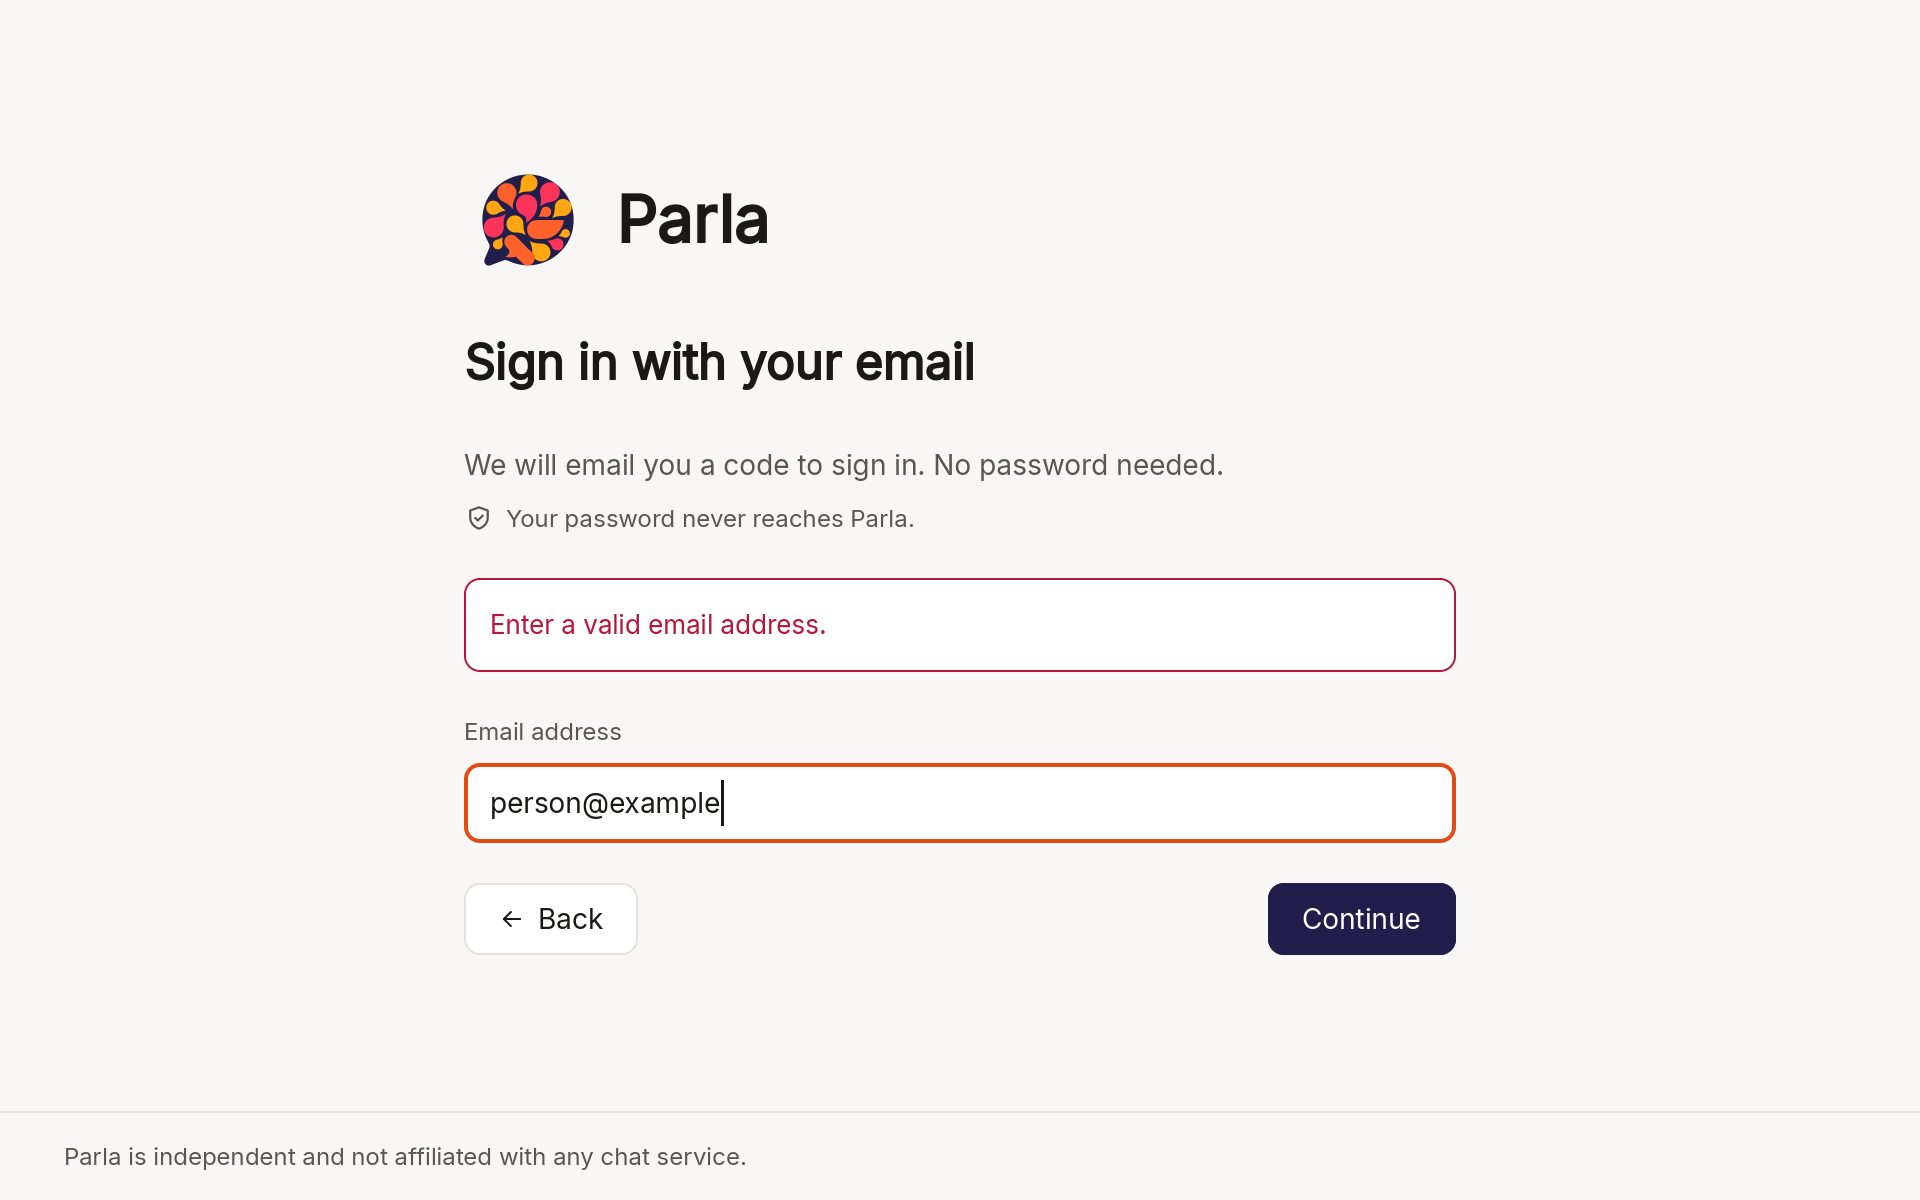 Parla
Sign in with your email
We will email you a code to sign in. No password needed.
Your password never reaches Parla.
Enter a valid email address.
Email address
person@example
← Back
Continue
Parla is independent and not affiliated with any chat service.